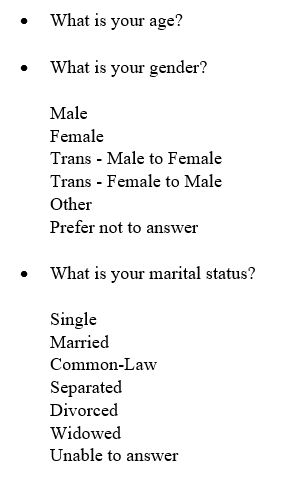 • What is your age?
• What is your gender?
Male
Female
Trans - Male to Female
Trans - Female to Male
Other
Prefer not to answer
• What is your marital status?
Single
Married
Common-Law
Separated
Divorced
Widowed
Unable to answer